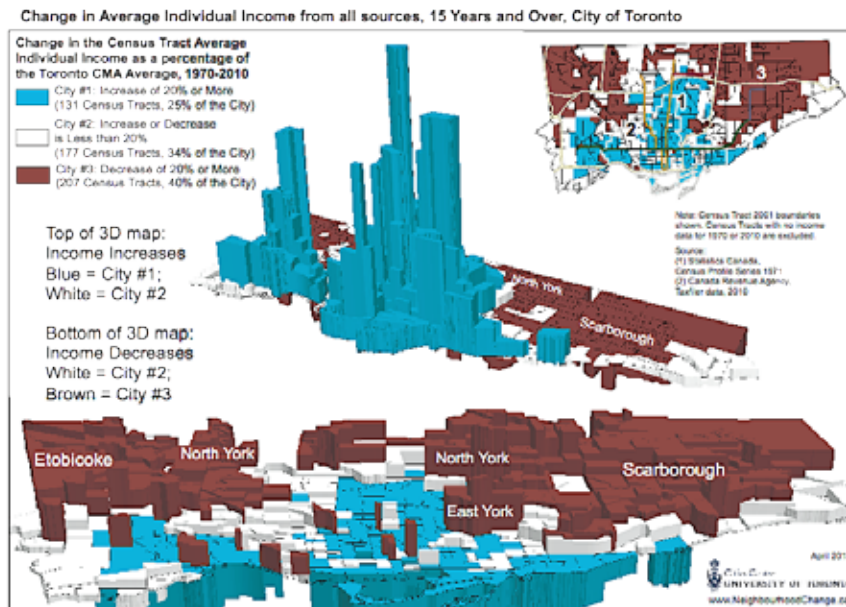 Change in Average Individual Income from all sources, 15 Years and Over, City of Toronto
Change in the Census Tract Average
Individual Income as a percentage of
the Toronto CMA Average, 1970-2010
City #1: Increase of 20% or More
(131 Census Tracts, 25% of the City)
City #2: Increase or Decrease
is Less than 20%
(177 Census Tracts, 34% of the City)
City #3: Decrease of 20% or More
(207 Census Tracts, 40% of the City)
Top of 3D map:
Income Increases
Blue = City #1;
White = City #2
Bottom of 3D map:
Income Decreases
White = City #2;
Brown = City #3
1
2
3
Note: Census Tract 2001 boundaries
shown. Census Tracts with no income
data for 1970 or 2010 are excluded.
Source:
(1) Statistics Canada,
Census Profile Series 1971
(2) Canada Revenue Agency,
Taxfiler data, 2010
North York
Scarborough
Etobicoke
North York
North York
Scarborough
East York
April 201
Cities Centre
UNIVERSITY OF TORONTO
www.NeighbourhoodChange.ca